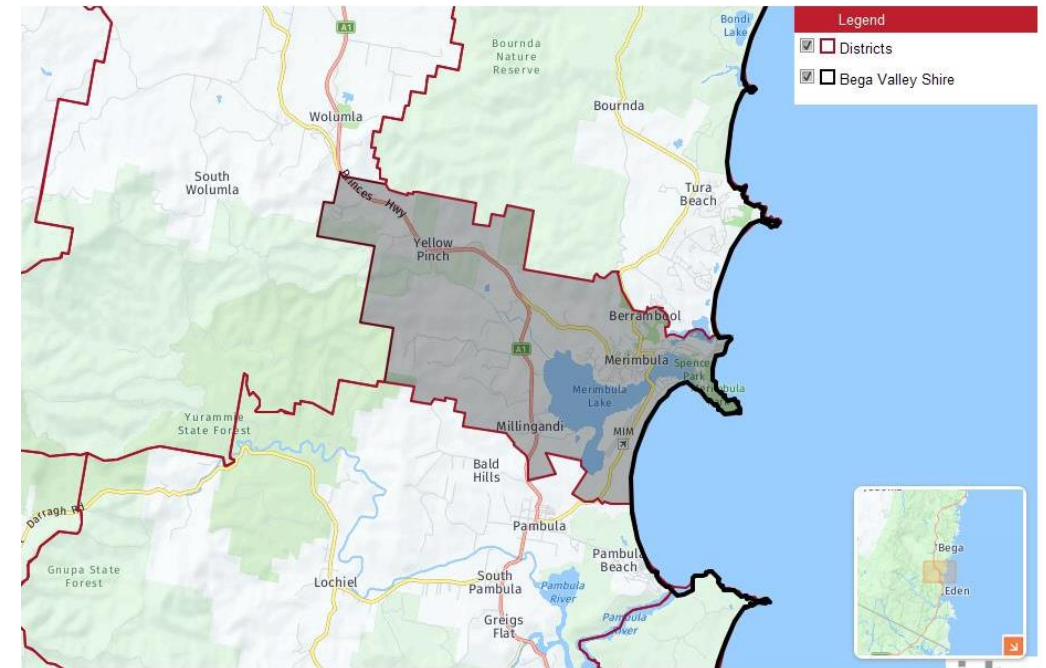 Legend
Districts
Bega Valley Shire
A1
Bondi
Lake
Bournda
Nature
Reserve
Bournda
Wolumla
South
Wolumla
Tura
Beach
Princes Hwy
Yellow
Pinch
Berrambool
A1
Merimbula
Spence
Park
Merimbula
Lake
Millingandi
MIM
Yurammie
State Forest
Bald
Hills
Darragh Rd
Pambula
Pambula
Beach
Gnupa State
Forest
Lochiel
South
Pambula
Pambula
River
Greigs
Flat
Pambula
River
Bega
Eden